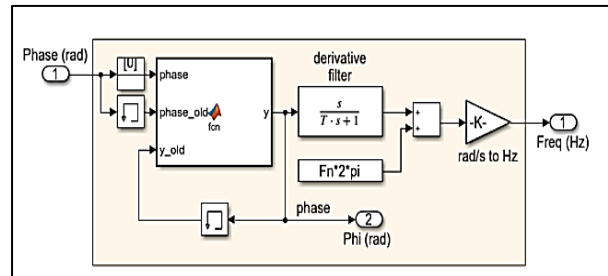 Phase (rad)
1
[0]
phase
phase_old
fcn
y_old
y
derivative
filter
s
T · s + 1
+
+
Fn*2*pi
-K-
rad/s to Hz
1
Freq (Hz)
phase
2
Phi (rad)